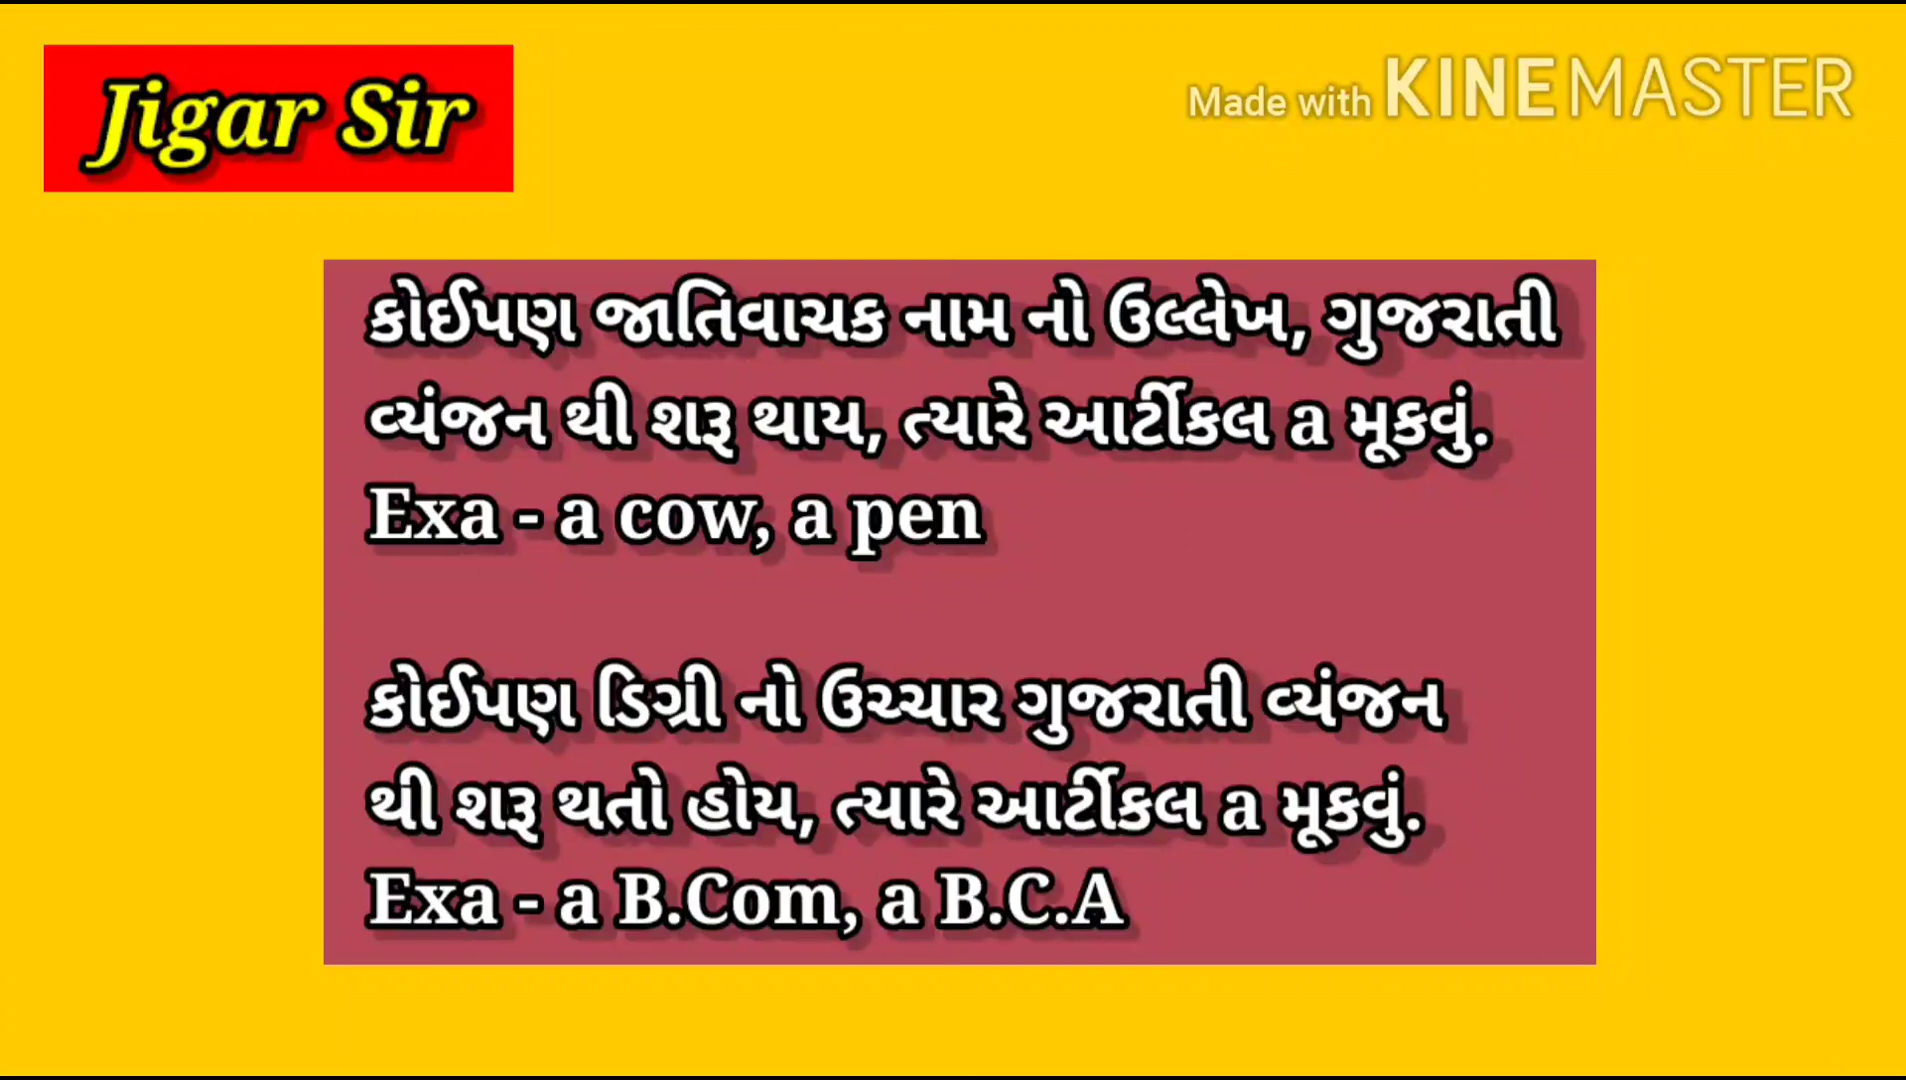 Jigar Sir
Made with KINEMASTER
કોઈપણ જાતિવાચક નામ નો ઉલ્લેખ, ગુજરાતી
વ્યંજન થી શરૂ થાય, ત્યારે આર્ટીકલ a મૂકવું.
Exa - a cow, a pen
કોઈપણ ડિગ્રી નો ઉચ્ચાર ગુજરાતી વ્યંજન
થી શરૂ થતો હોય, ત્યારે આર્ટીકલ a મૂકવું.
Exa - a B.Com, a B.C.A